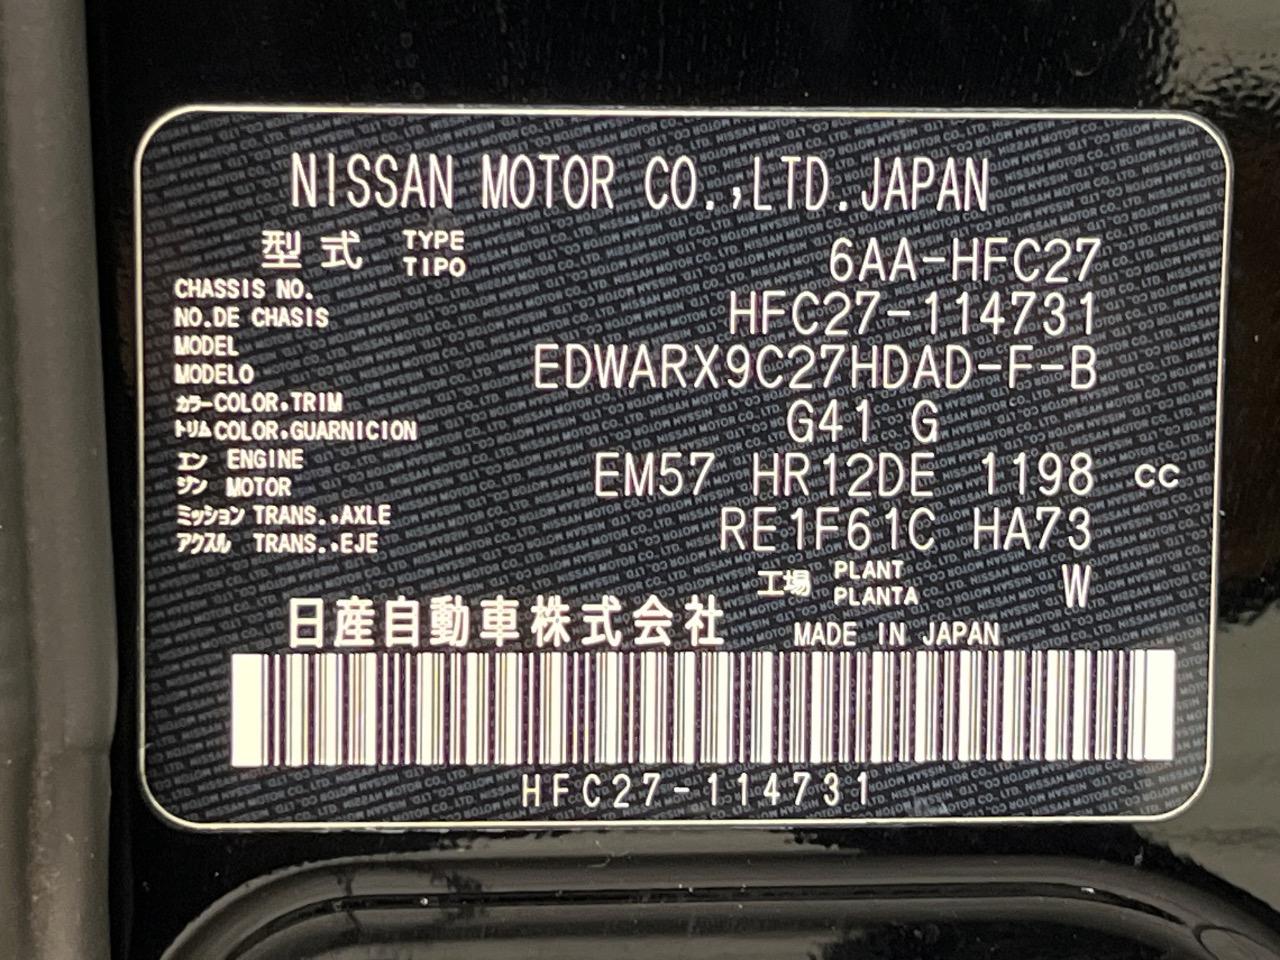 NISSAN MOTOR CO.,LTD.JAPAN
型式 TYPE TIPO 6AA-HFC27
CHASSIS NO.
NO.DE CHASIS HFC27-114731
MODEL
MODELO EDWARX9C27HDAD-F-B
カラー COLOR.TRIM
トリム COLOR.GUARNICION G41 G
エン ENGINE
ジン MOTOR EM57 HR12DE 1198 cc
ミッション TRANS..AXLE
アクスル TRANS..EJE RE1F61C HA73
工場 PLANT PLANTA W
日産自動車株式会社 MADE IN JAPAN
HFC27-114731